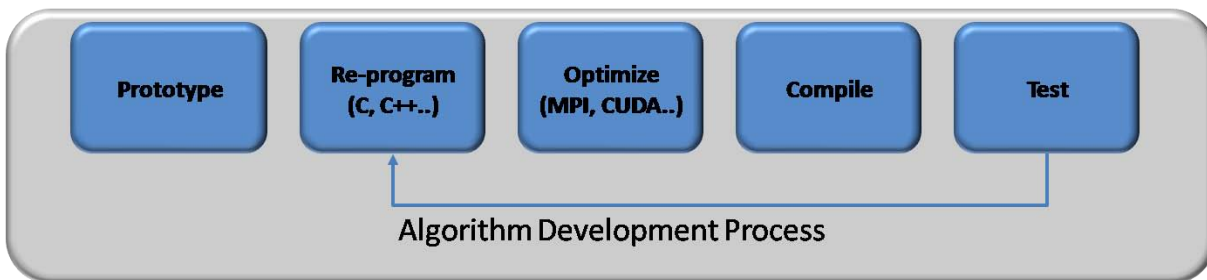 Prototype
Re-program
(C, C++..)
Optimize
(MPI, CUDA..)
Compile
Test
Algorithm Development Process